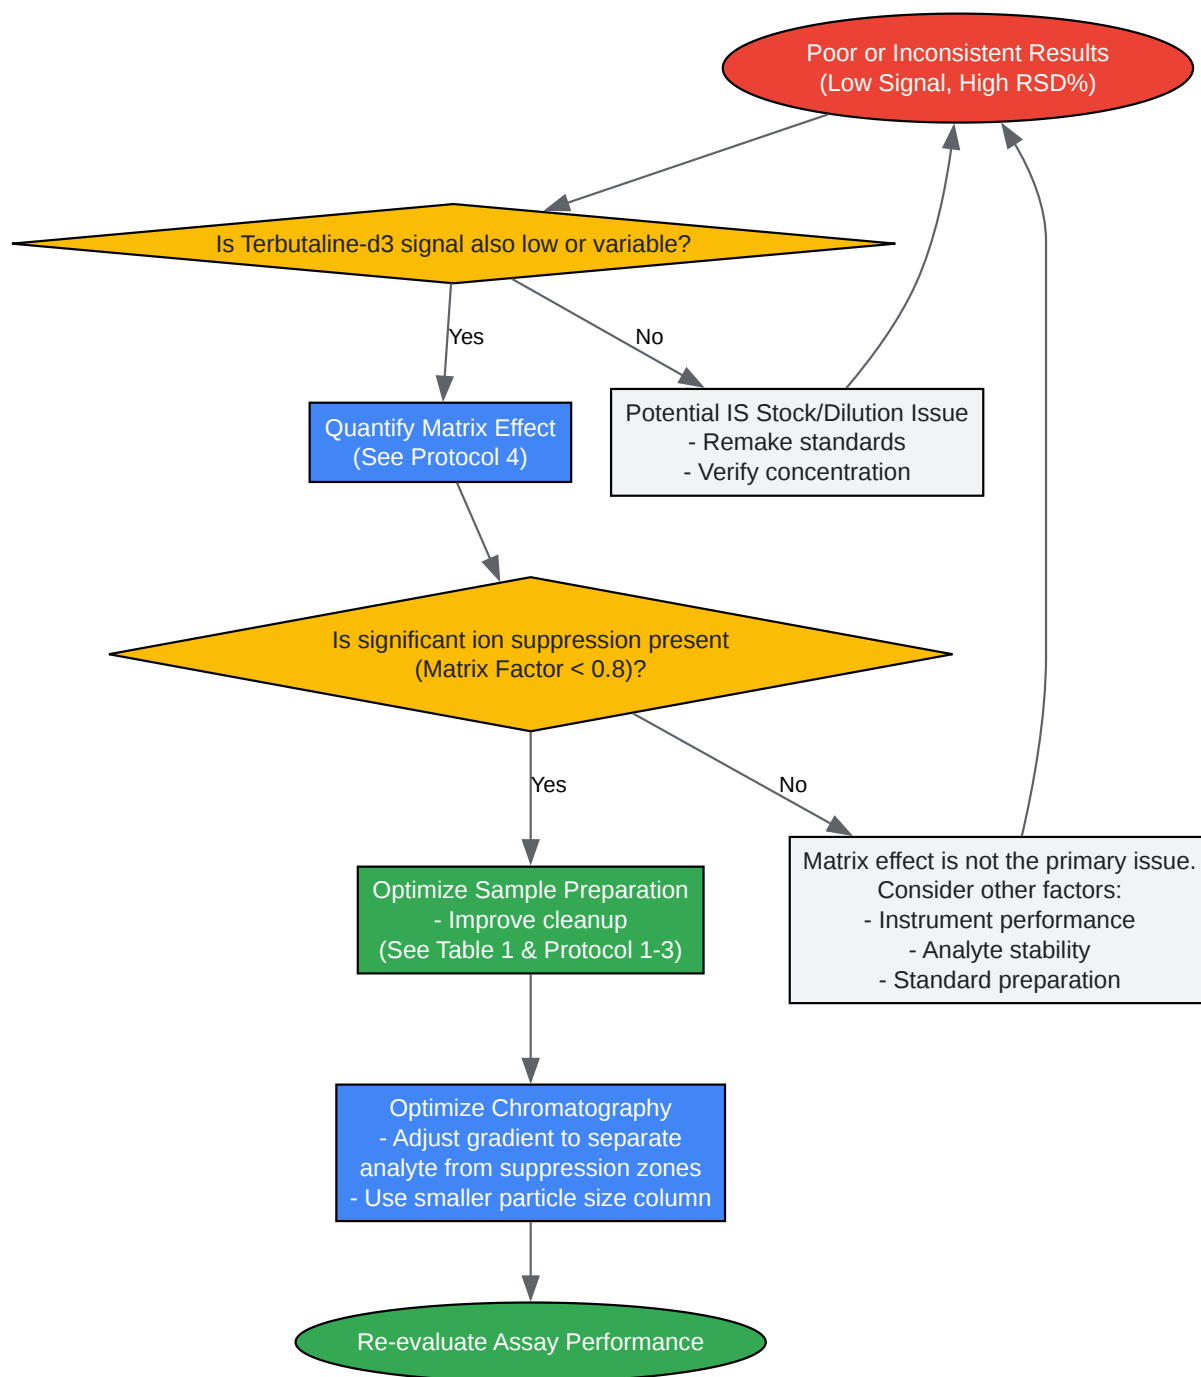 Poor or Inconsistent Results
(Low Signal, High RSD%)
Is Terbutaline-d3 signal also low or variable?
Yes
No
Quantify Matrix Effect
(See Protocol 4)
Potential IS Stock/Dilution Issue
- Remake standards
- Verify concentration
Is significant ion suppression present
(Matrix Factor < 0.8)?
Yes
No
Optimize Sample Preparation
- Improve cleanup
(See Table 1 & Protocol 1-3)
Matrix effect is not the primary issue.
Consider other factors:
- Instrument performance
- Analyte stability
- Standard preparation
Optimize Chromatography
- Adjust gradient to separate
analyte from suppression zones
- Use smaller particle size column
Re-evaluate Assay Performance